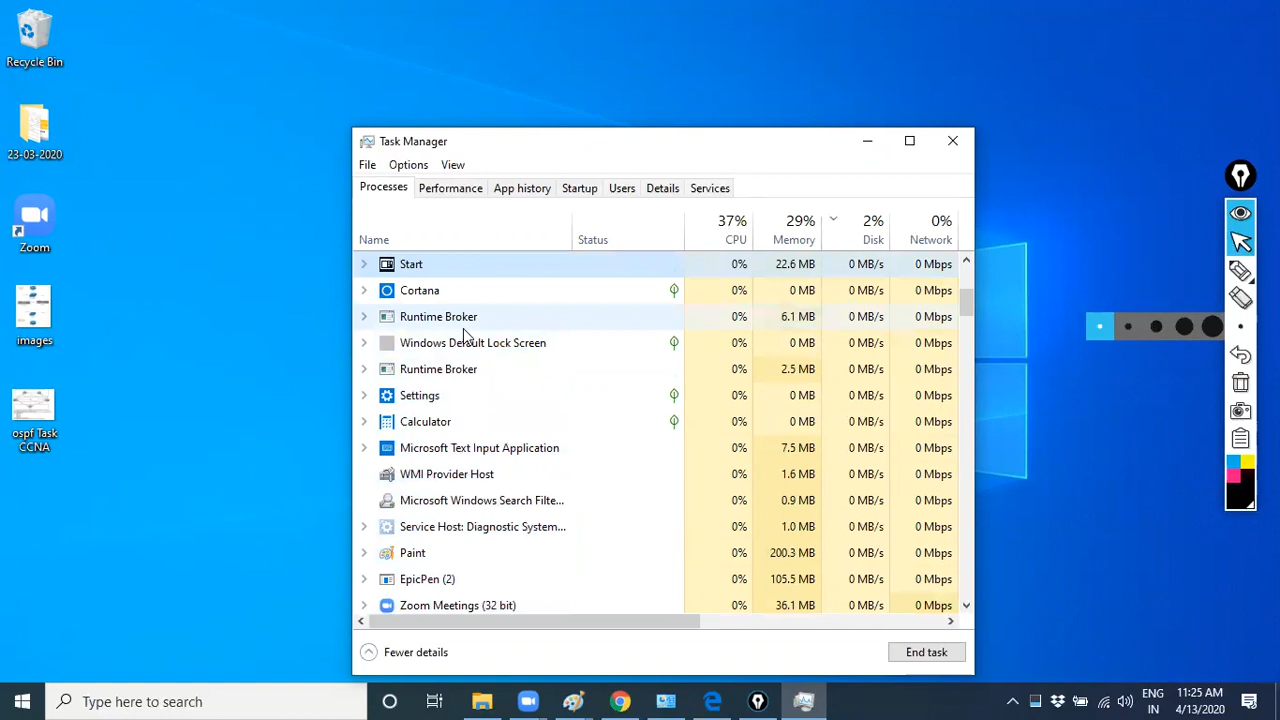 Recycle Bin
23-03-2020
Zoom
images
ospf Task
CCNA
Task Manager
File Options View
Processes Performance App history Startup Users Details Services
37% 29% 2% 0%
Name Status CPU Memory Disk Network
Start 0% 22.6 MB 0 MB/s 0 Mbps
Cortana 0% 0 MB 0 MB/s 0 Mbps
Runtime Broker 0% 6.1 MB 0 MB/s 0 Mbps
Windows Default Lock Screen 0% 0 MB 0 MB/s 0 Mbps
Runtime Broker 0% 2.5 MB 0 MB/s 0 Mbps
Settings 0% 0 MB 0 MB/s 0 Mbps
Calculator 0% 0 MB 0 MB/s 0 Mbps
Microsoft Text Input Application 0% 7.5 MB 0 MB/s 0 Mbps
WMI Provider Host 0% 1.6 MB 0 MB/s 0 Mbps
Microsoft Windows Search Filte... 0% 0.9 MB 0 MB/s 0 Mbps
Service Host: Diagnostic System... 0% 1.0 MB 0 MB/s 0 Mbps
Paint 0% 200.3 MB 0 MB/s 0 Mbps
EpicPen (2) 0% 105.5 MB 0 MB/s 0 Mbps
Zoom Meetings (32 bit) 0% 36.1 MB 0 MB/s 0 Mbps
Fewer details End task
Type here to search
ENG
IN
11:25 AM
4/13/2020